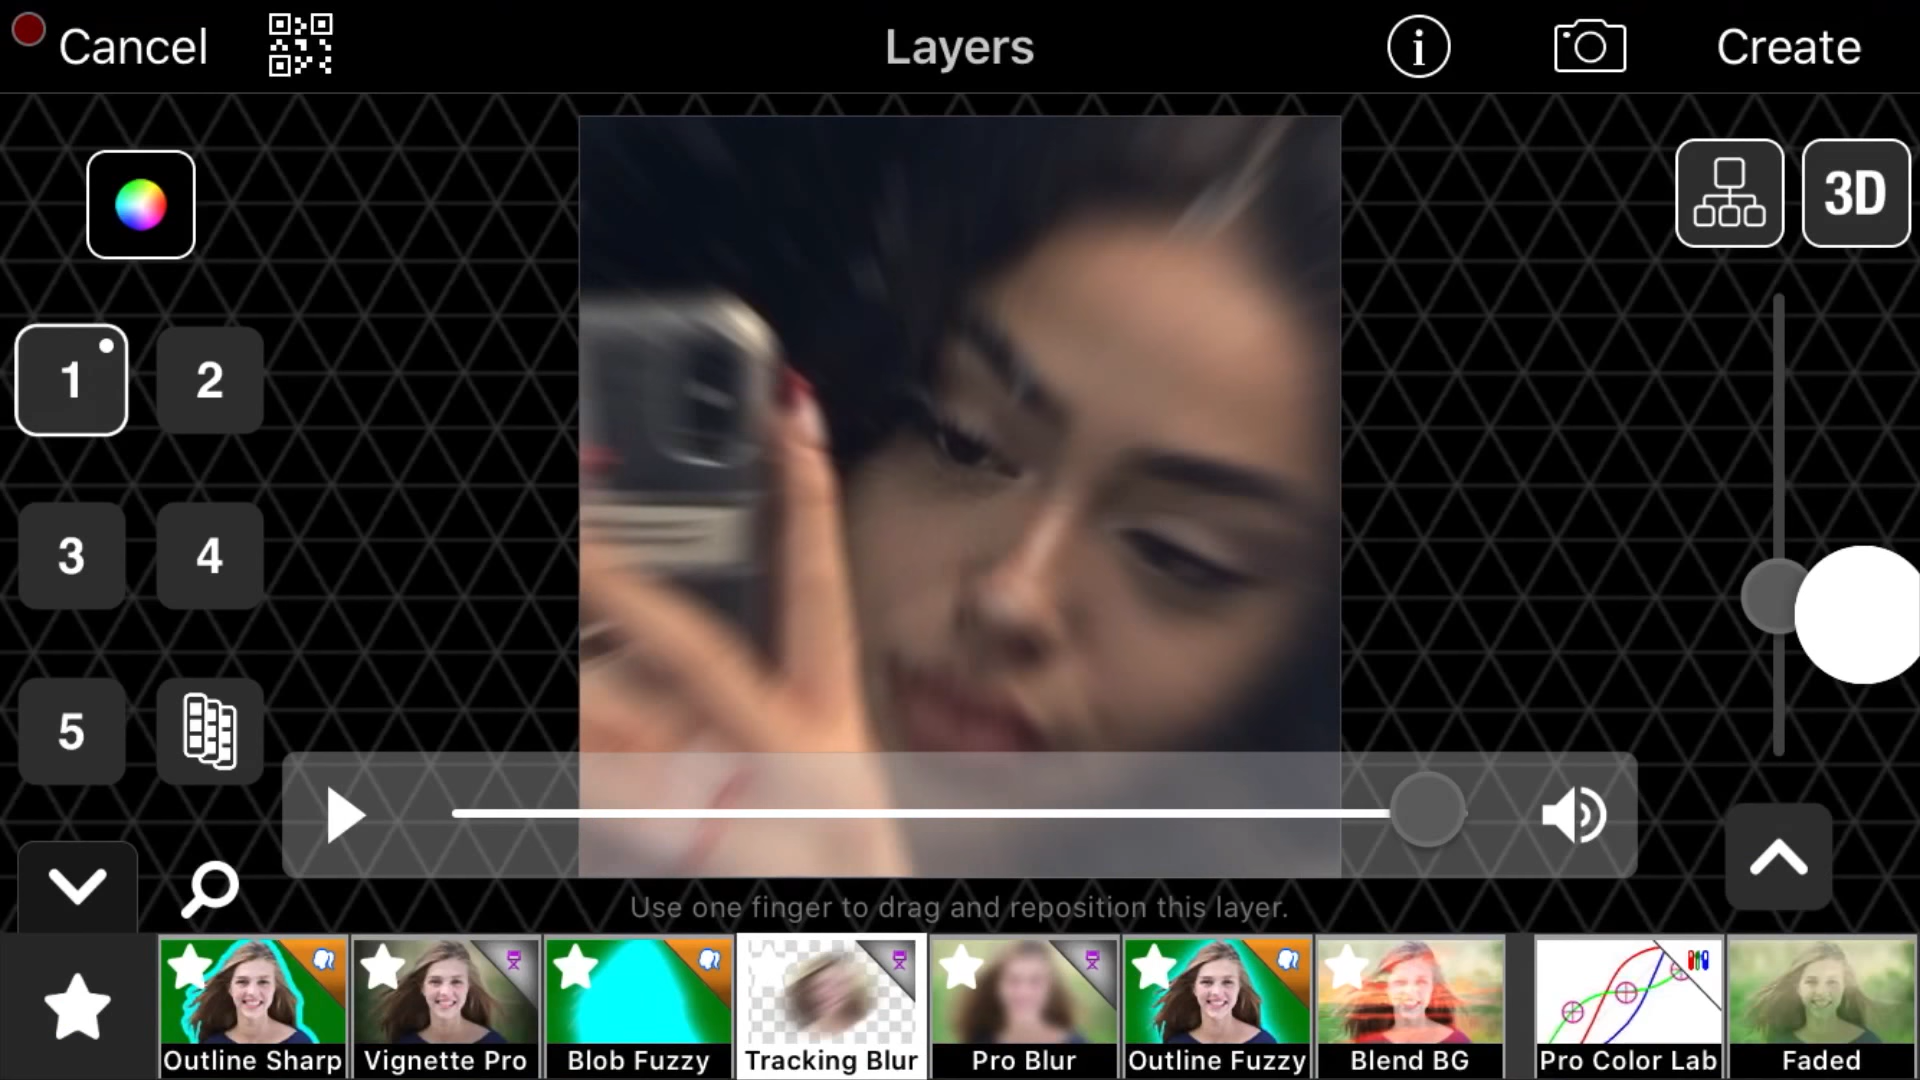 Cancel
Layers
i
Create
3D
1
2
3
4
5
Use one finger to drag and reposition this layer.
Outline Sharp
Vignette Pro
Blob Fuzzy
Tracking Blur
Pro Blur
Outline Fuzzy
Blend BG
Pro Color Lab
Faded